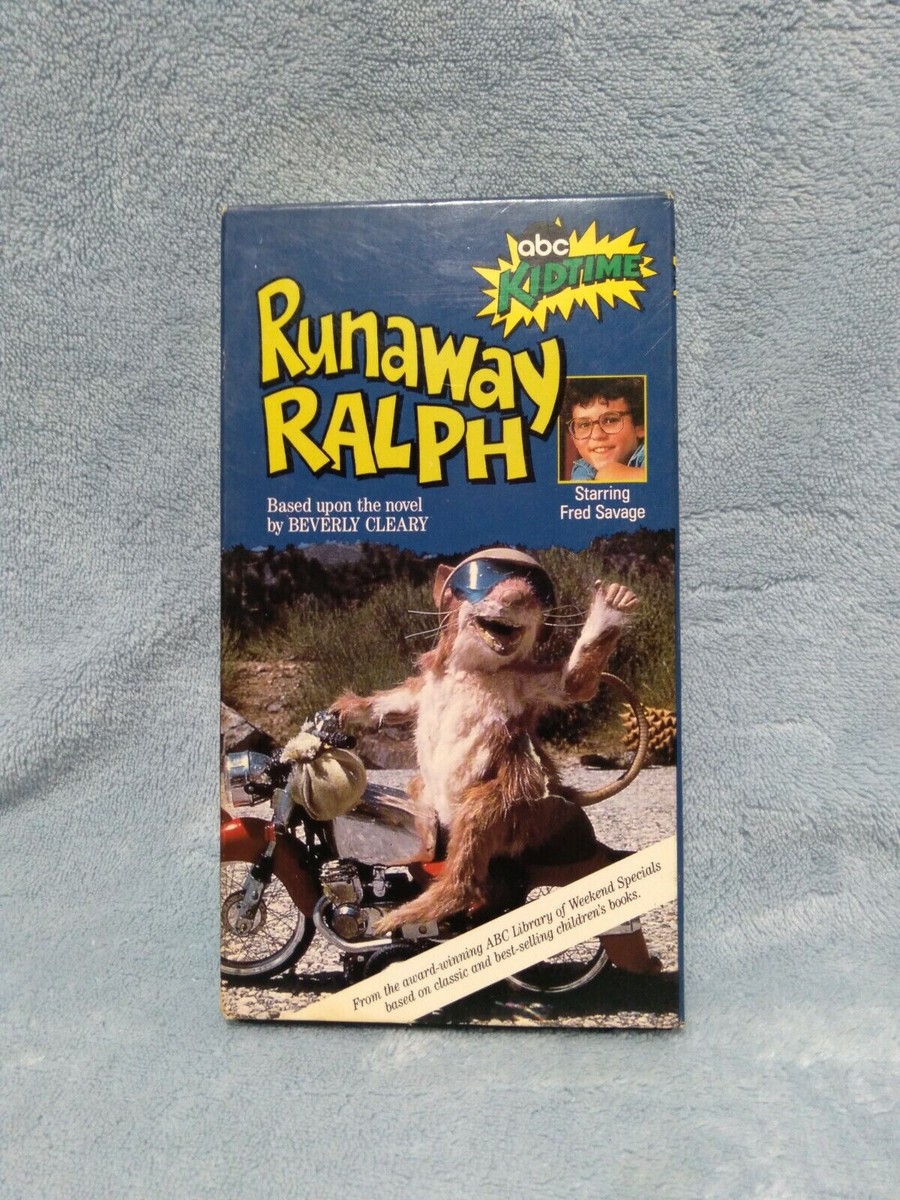 abc
KIDTIME
Runaway
RALPH
Starring
Fred Savage
Based upon the novel
by BEVERLY CLEARY
From the award-winning ABC Library of Weekend Specials
based on classic and best-selling children's books.